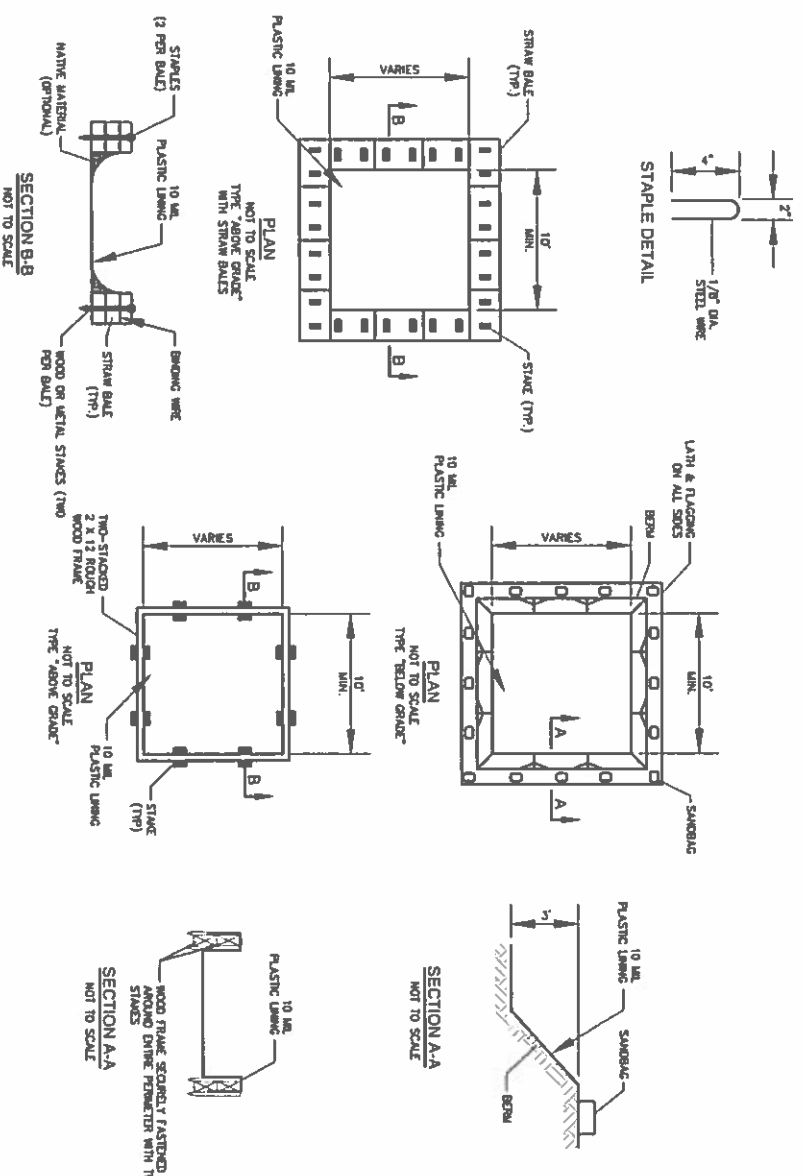 2"
4"
1/8" DIA.
STEEL WIRE
STAPLE DETAIL
STRAW BALE
(TYP.)
10'
MIN.
STAKE (TYP.)
VARIES
B
B
10 MIL
PLASTIC LINING
PLAN
NOT TO SCALE
TYPE "ABOVE GRADE"
WITH STRAW BALES
STAPLES
(2 PER BALE)
10 MIL
PLASTIC LINING
BINDING WIRE
NATIVE MATERIAL
(OPTIONAL)
STRAW BALE
(TYP.)
WOOD OR METAL STAKES (TWO
PER BALE)
SECTION B-B
NOT TO SCALE
LATH & FLAGGING
ON ALL SIDES
BERM
10'
MIN.
SANDBAG
VARIES
A
A
10 MIL
PLASTIC LINING
PLAN
NOT TO SCALE
TYPE "BELOW GRADE"
10'
MIN.
VARIES
B
B
STAKE
(TYP)
TWO-STACKED
2 X 12 ROUGH
WOOD FRAME
10 MIL
PLASTIC LINING
PLAN
NOT TO SCALE
TYPE "ABOVE GRADE"
10 MIL
PLASTIC LINING
SANDBAG
3'
BERM
SECTION A-A
NOT TO SCALE
10 MIL
PLASTIC LINING
WOOD FRAME SECURELY FASTENED
AROUND ENTIRE PERIMETER WITH
STAKES
SECTION A-A
NOT TO SCALE